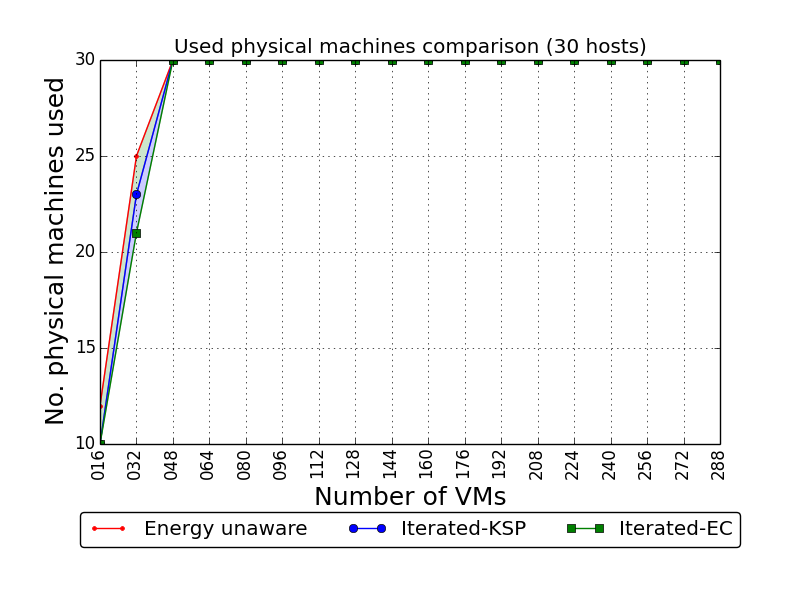 Used physical machines comparison (30 hosts)
No. physical machines used
30
25
20
15
10
016 032 048 064 080 096 112 128 144 160 176 192 208 224 240 256 272 288
Number of VMs
Energy unaware Iterated-KSP Iterated-EC